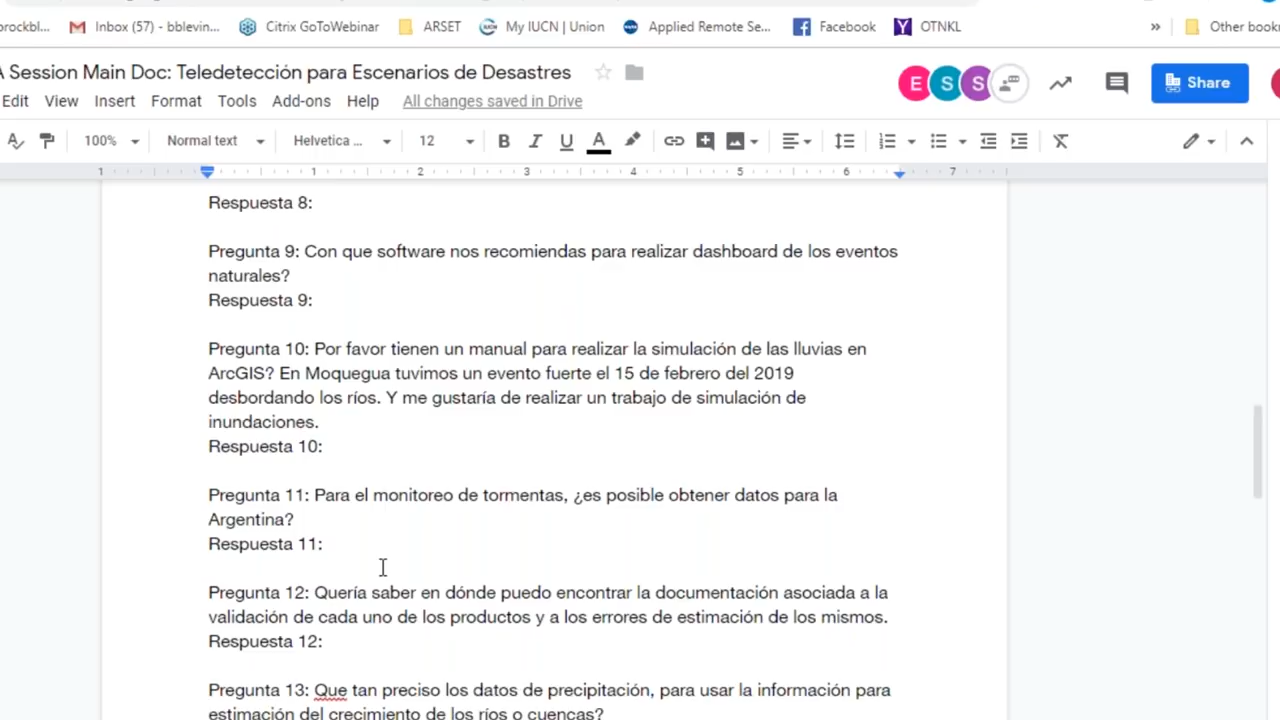 Inbox (57) - bblevin...
Citrix GoToWebinar
ARSET
My IUCN | Union
Applied Remote Se...
Facebook
OTNKL
»
Session Main Doc: Teledetección para Escenarios de Desastres
E S S
Share
Edit View Insert Format Tools Add-ons Help All changes saved in Drive
100% Normal text Helvetica ... 12 B I U A
1 1 2 3 4 5 6 7
Respuesta 8:
Pregunta 9: Con que software nos recomiendas para realizar dashboard de los eventos
naturales?
Respuesta 9:
Pregunta 10: Por favor tienen un manual para realizar la simulación de las lluvias en
ArcGIS? En Moquegua tuvimos un evento fuerte el 15 de febrero del 2019
desbordando los ríos. Y me gustaría de realizar un trabajo de simulación de
inundaciones.
Respuesta 10:
Pregunta 11: Para el monitoreo de tormentas, ¿es posible obtener datos para la
Argentina?
Respuesta 11:
Pregunta 12: Quería saber en dónde puedo encontrar la documentación asociada a la
validación de cada uno de los productos y a los errores de estimación de los mismos.
Respuesta 12:
Pregunta 13: Que tan preciso los datos de precipitación, para usar la información para
estimación del crecimiento de los ríos o cuencas?